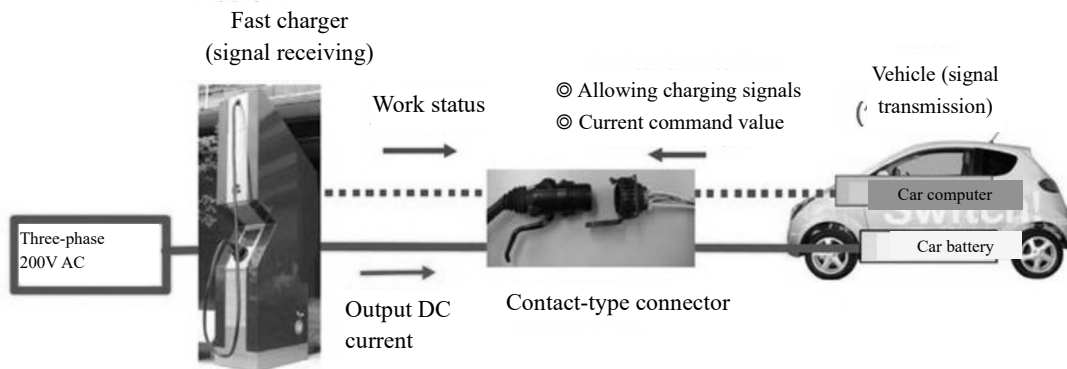 Fast charger
(signal receiving)
Work status
◎ Allowing charging signals
◎ Current command value
Vehicle (signal
transmission)
Three-phase
200V AC
Car computer
Switch!
Car battery
Output DC
current
Contact-type connector